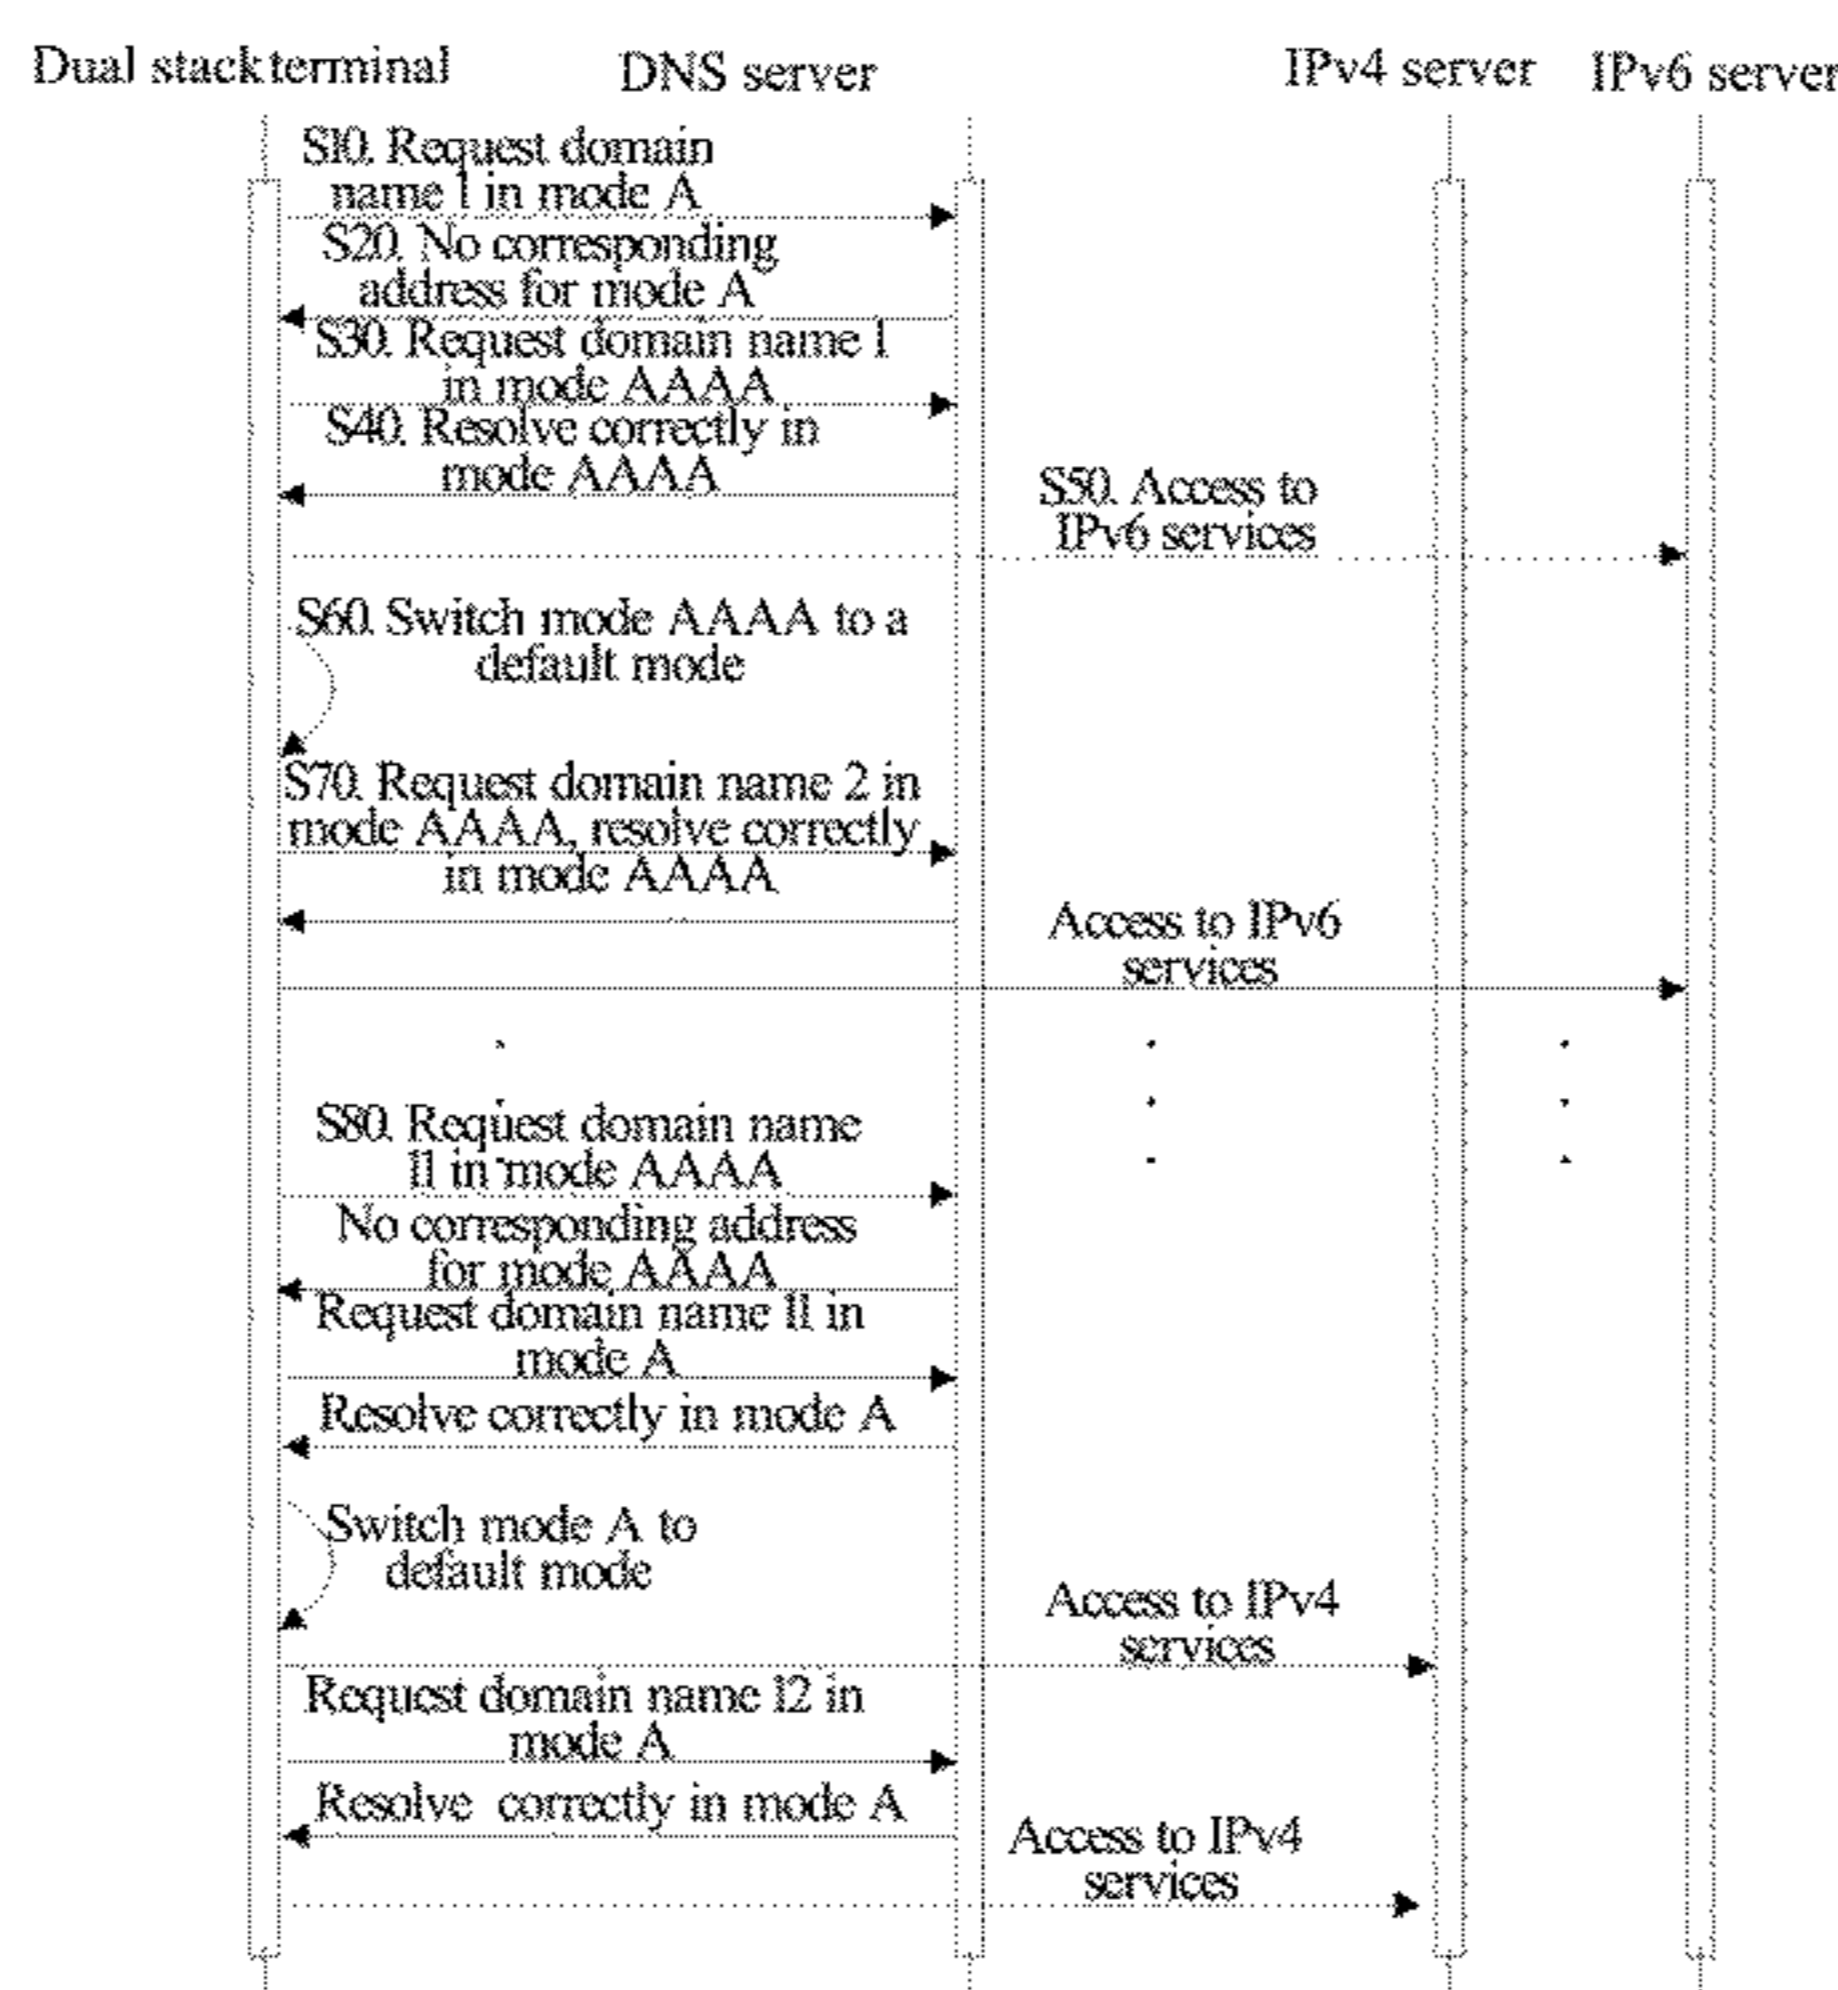 Dual stack terminal
DNS server
IPv4 server
IPv6 server
S10. Request domain
name 1 in mode A
S20. No corresponding
address for mode A
S30. Request domain name 1
in mode AAAA
S40. Resolve correctly in
mode AAAA
S50. Access to
IPv6 services
S60. Switch mode AAAA to a
default mode
S70. Request domain name 2 in
mode AAAA, resolve correctly
in mode AAAA
Access to IPv6
services
S80. Request domain name
11 in mode AAAA
No corresponding address
for mode AAAA
Request domain name 11 in
mode A
Resolve correctly in mode A
Switch mode A to
default mode
Access to IPv4
services
Request domain name 12 in
mode A
Resolve correctly in mode A
Access to IPv4
services